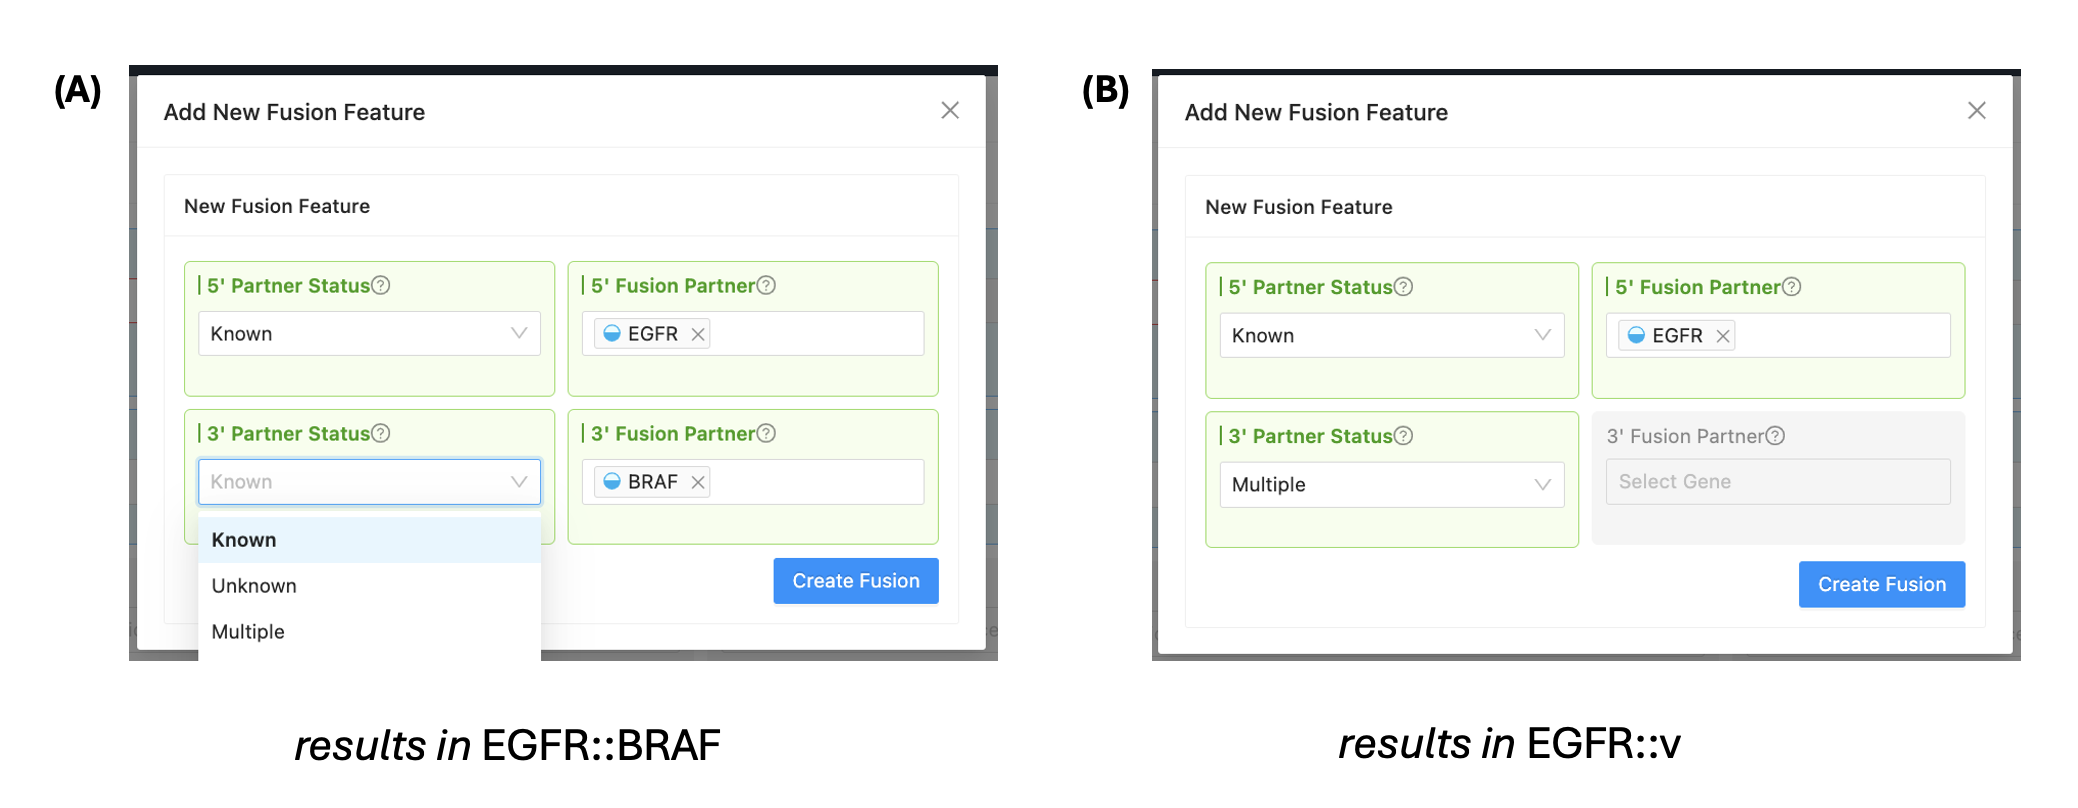 (A)
Add New Fusion Feature
New Fusion Feature
5' Partner Status
5' Fusion Partner
Known
EGFR
3' Partner Status
3' Fusion Partner
Known
BRAF
Known
Unknown
Multiple
Create Fusion
results in EGFR::BRAF
(B)
Add New Fusion Feature
New Fusion Feature
5' Partner Status
5' Fusion Partner
Known
EGFR
3' Partner Status
3' Fusion Partner
Multiple
Select Gene
Create Fusion
results in EGFR::v